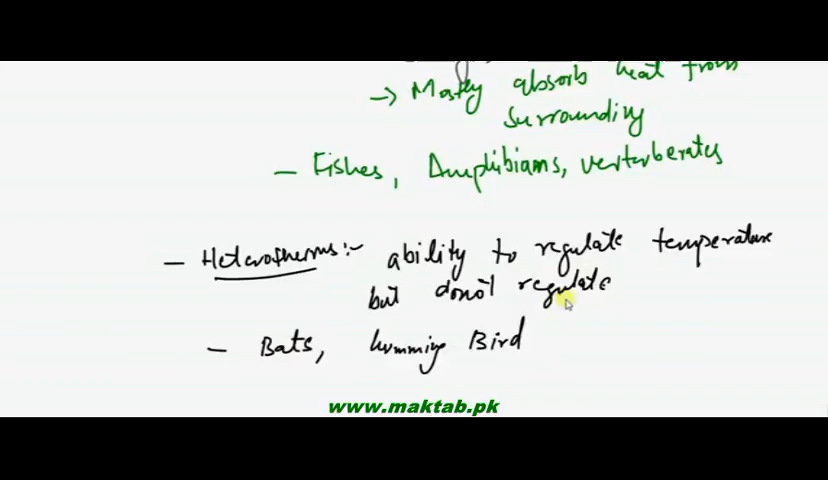 → Mostly absorb heat from
surrounding
– Fishes, Amphibians, verterberates
– Heterotherms:- ability to regulate temperature
but donot regulate
– Bats, humming Bird
www.maktab.pk